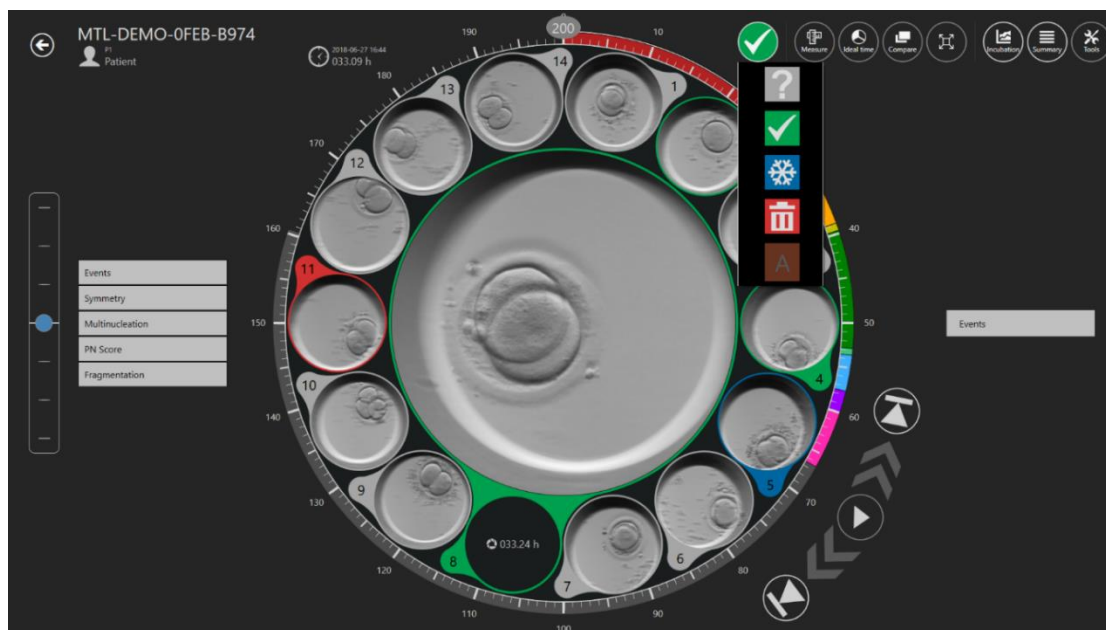 MTL-DEMO-0FEB-B974
P1
Patient
2018-06-27 16:44
033.09 h
Measure
Ideal time
Compare
Incubation
Summary
Tools
Events
Symmetry
Multinucleation
PN Score
Fragmentation
Events
200
10
40
50
60
70
80
90
100
110
120
130
140
150
160
170
180
190
1
4
5
6
7
8
9
10
11
12
13
14
033.24 h
?
A